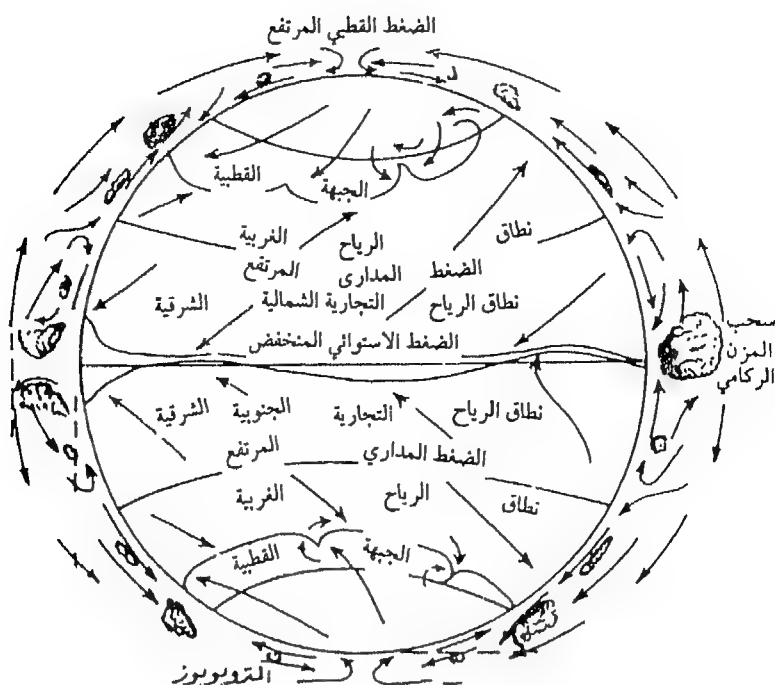 الضغط القطبي المرتفع
الجبهة القطبية
نطاق الرياح الغربية
الضغط المدارى المرتفع
نطاق الرياح التجارية الشمالية الشرقية
الضغط الاستوائي المنخفض
سحب
المزن
الركامي
نطاق الرياح التجارية الجنوبية الشرقية
الضغط المداري المرتفع
نطاق الرياح الغربية
الجبهة القطبية
التروبوبوز